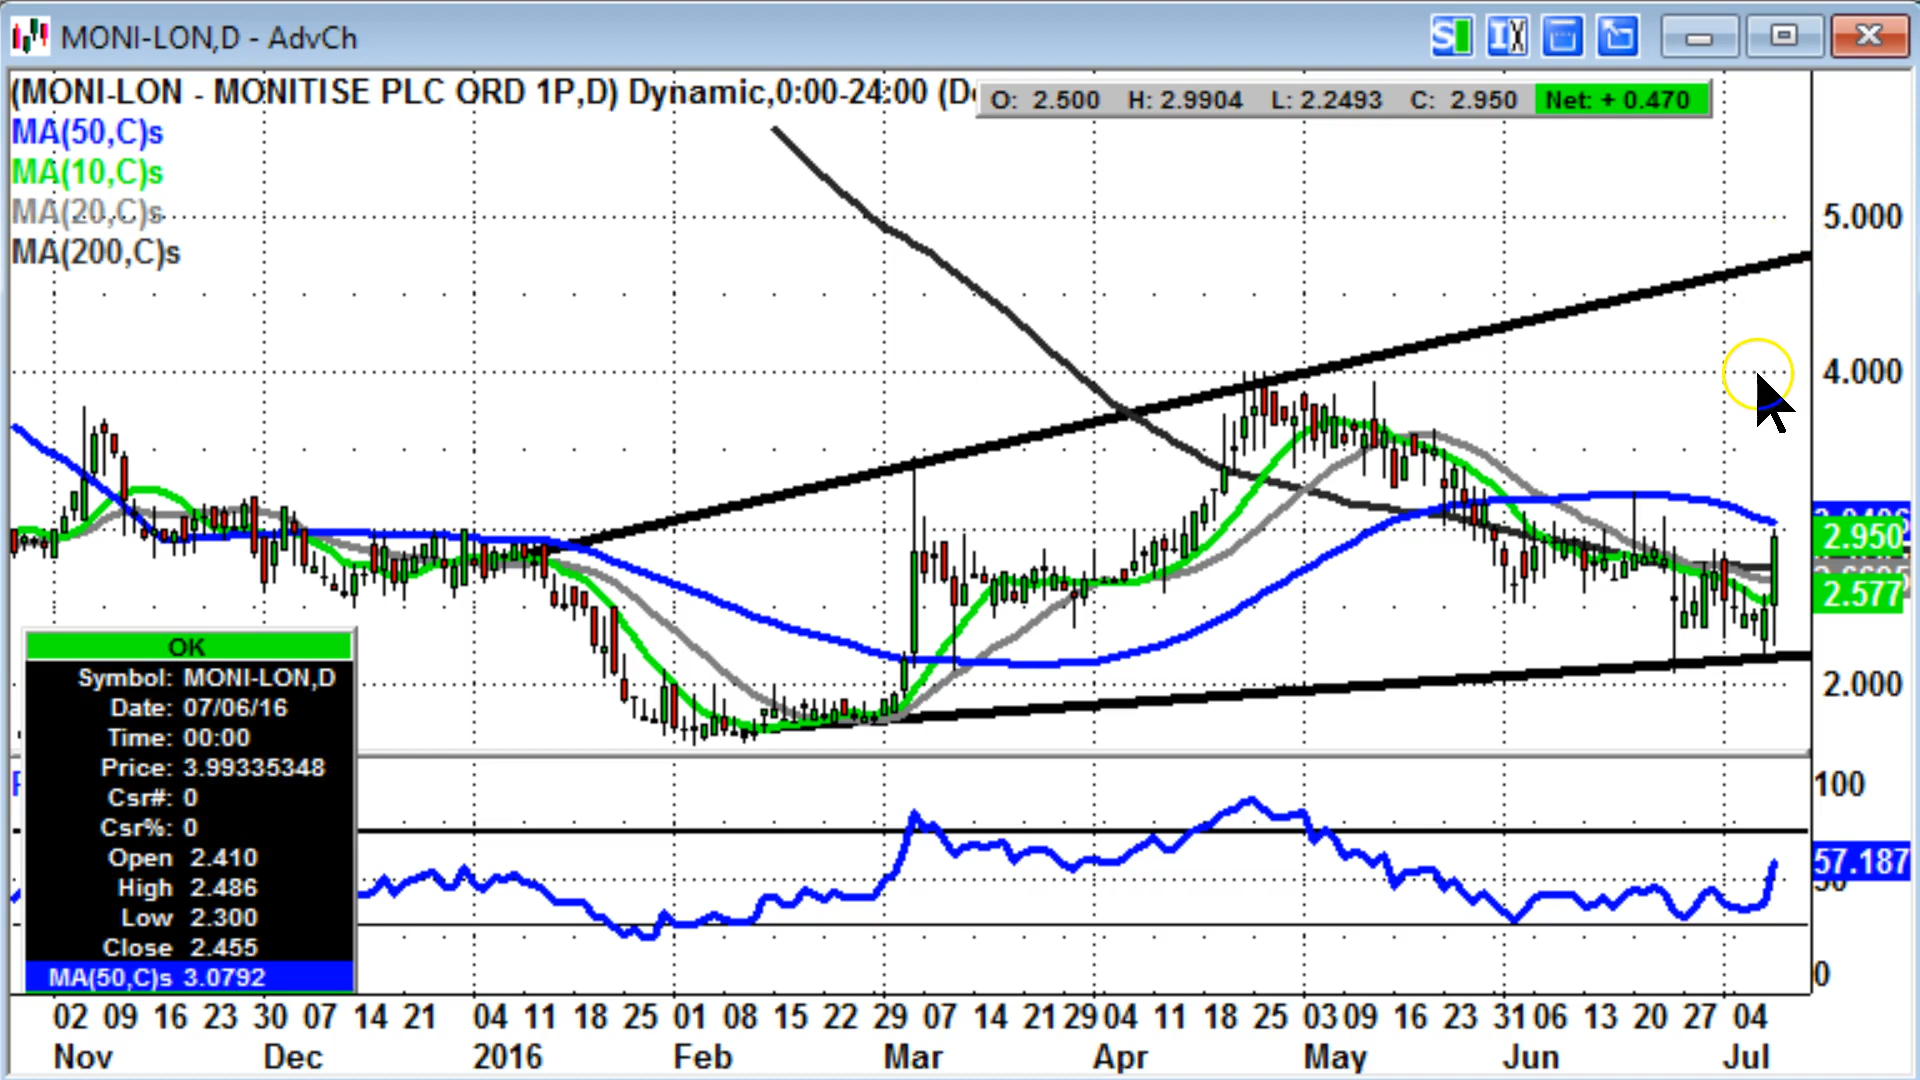 MONI-LON,D - AdvCh
(MONI-LON - MONITISE PLC ORD 1P,D) Dynamic,0:00-24:00 (D
O: 2.500 H: 2.9904 L: 2.2493 C: 2.950 Net: + 0.470
MA(50,C)s
MA(10,C)s
MA(20,C)s
MA(200,C)s
5.000
4.000
2.950
2.577
2.000
OK
Symbol: MONI-LON,D
Date: 07/06/16
Time: 00:00
Price: 3.99335348
Csr#: 0
Csr%: 0
Open 2.410
High 2.486
Low 2.300
Close 2.455
MA(50,C)s 3.0792
100
57.187
0
02 09 16 23 30 07 14 21 04 11 18 25 01 08 15 22 29 07 14 21 29 04 11 18 25 03 09 16 23 31 06 13 20 27 04
Nov Dec 2016 Feb Mar Apr May Jun Jul